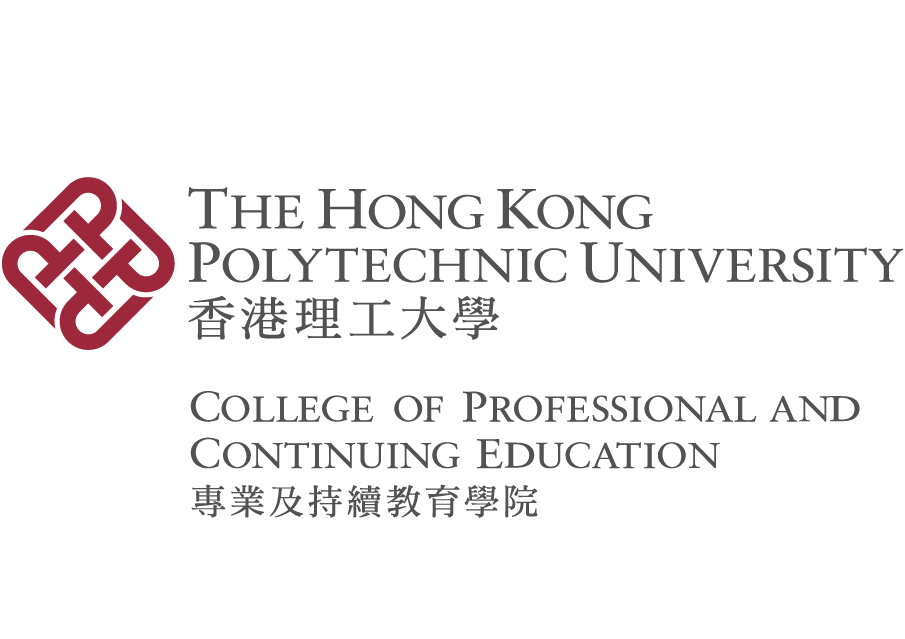 THE HONG KONG
POLYTECHNIC UNIVERSITY
香港理工大學
COLLEGE OF PROFESSIONAL AND
CONTINUING EDUCATION
專業及持續教育學院